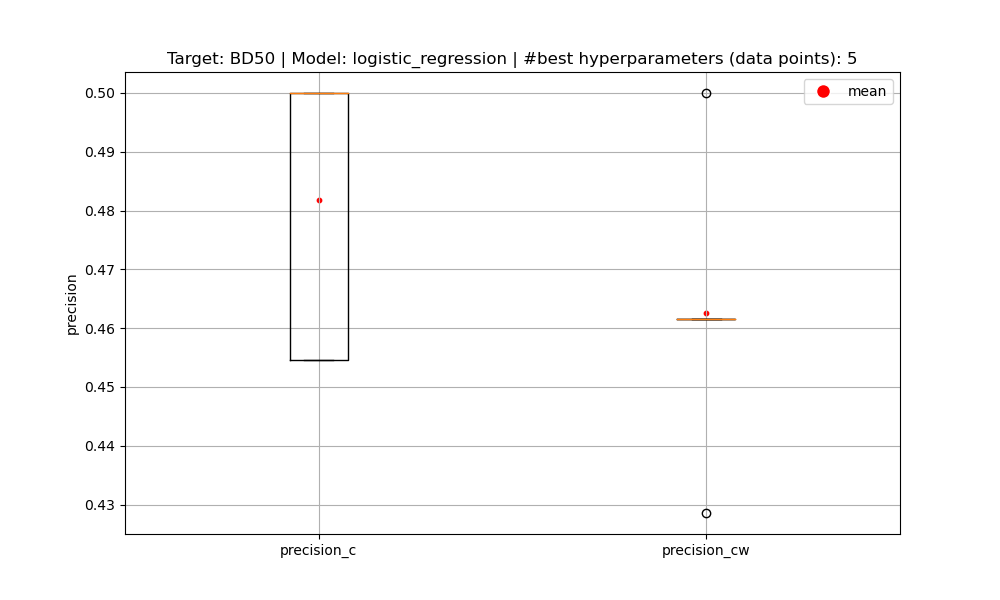 Target: BD50 | Model: logistic_regression | #best hyperparameters (data points): 5
mean
0.50
0.49
0.48
0.47
0.46
0.45
0.44
0.43
precision
precision_c
precision_cw